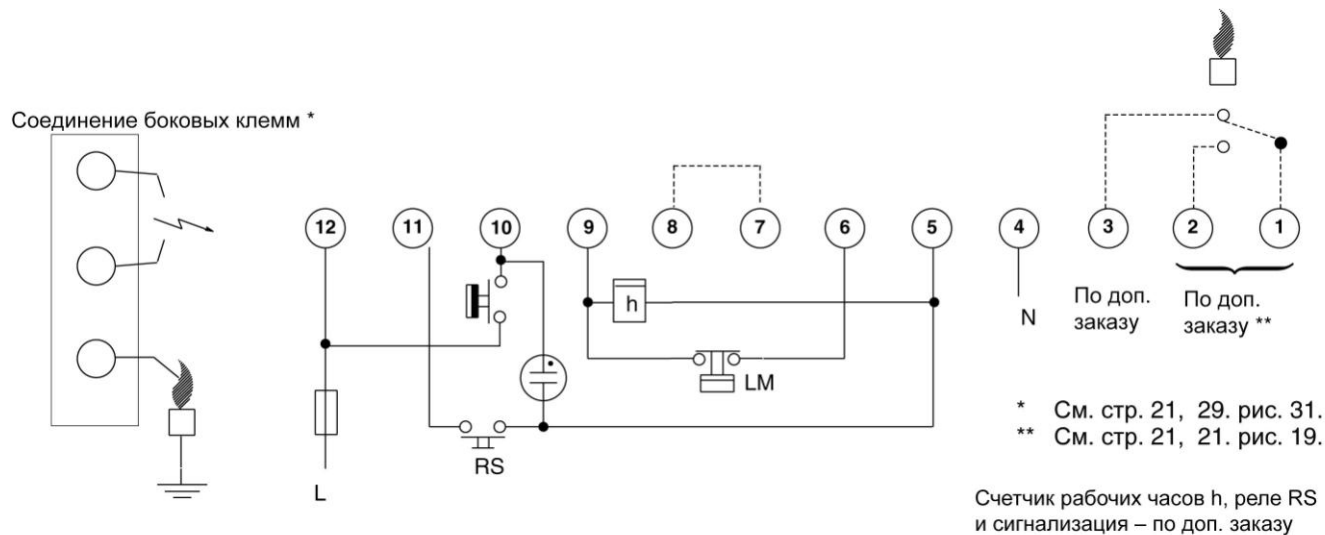 Соединение боковых клемм *
12 11 10 9 8 7 6 5 4 3 2 1
h
N
По доп.
заказу
По доп.
заказу **
LM
RS
L
* См. стр. 21, 29. рис. 31.
** См. стр. 21, 21. рис. 19.
Счетчик рабочих часов h, реле RS
и сигнализация – по доп. заказу